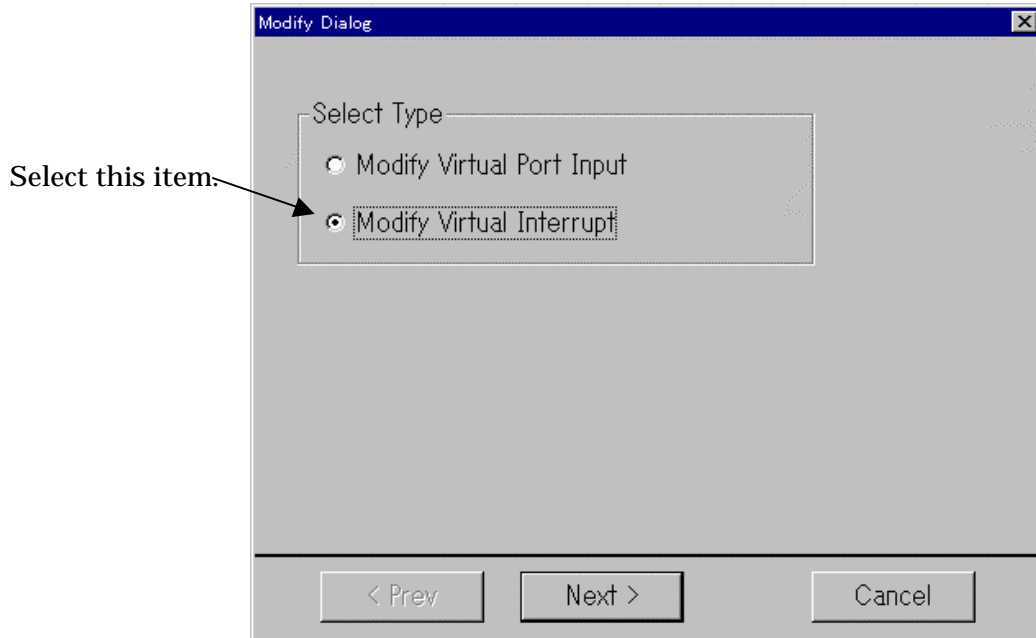 Modify Dialog
Select Type
Modify Virtual Port Input
Select this item.
Modify Virtual Interrupt
< Prev
Next >
Cancel